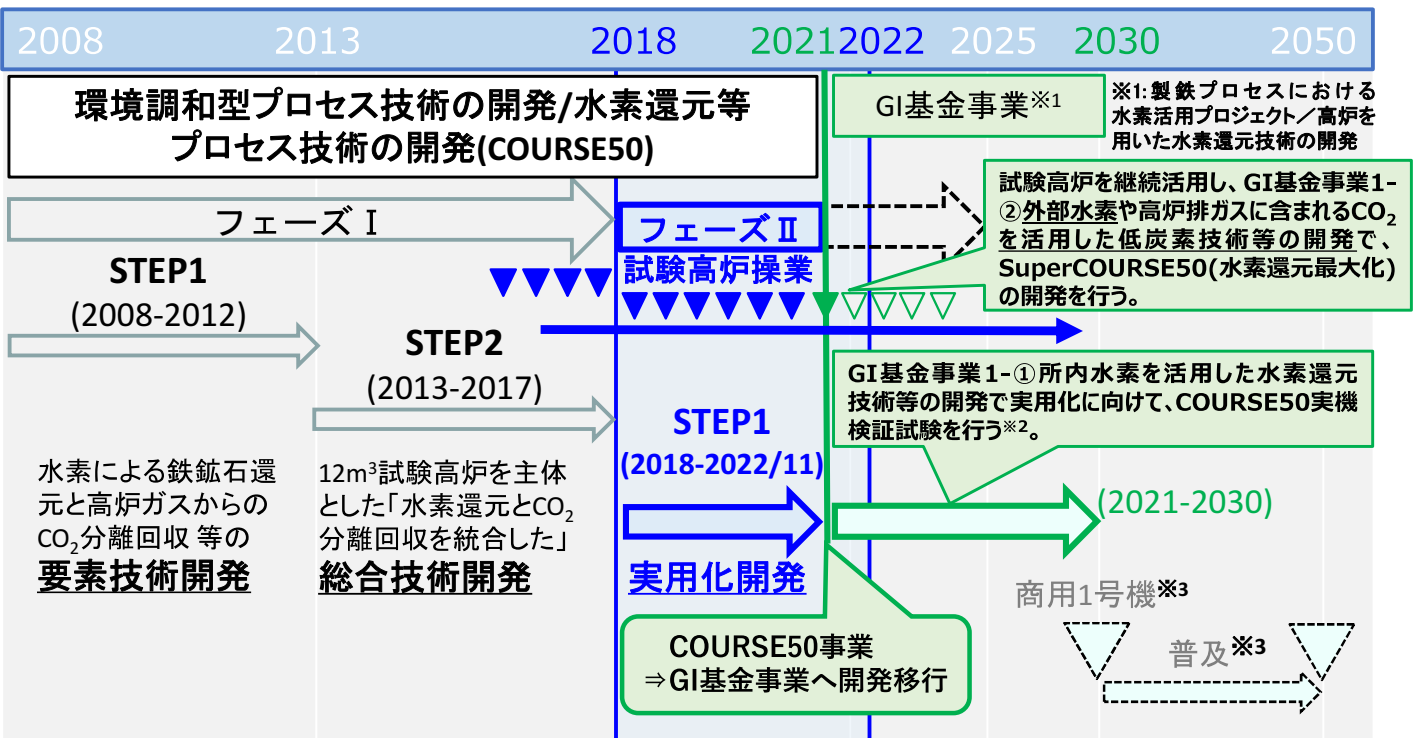 2008 2013 2018 2021 2022 2025 2030 2050
環境調和型プロセス技術の開発/水素還元等
プロセス技術の開発(COURSE50)
GI基金事業※1
※1:製鉄プロセスにおける
水素活用プロジェクト／高炉を
用いた水素還元技術の開発
フェーズⅠ
フェーズⅡ
試験高炉操業
試験高炉を継続活用し、GI基金事業1-
②外部水素や高炉排ガスに含まれるCO2
を活用した低炭素技術等の開発で、
SuperCOURSE50(水素還元最大化)
の開発を行う。
STEP1
(2008-2012)
STEP2
(2013-2017)
GI基金事業1-①所内水素を活用した水素還元
技術等の開発で実用化に向けて、COURSE50実機
検証試験を行う※2。
STEP1
(2018-2022/11)
水素による鉄鉱石還
元と高炉ガスからの
CO2分離回収 等の
要素技術開発
12m3試験高炉を主体
とした「水素還元とCO2
分離回収を統合した」
総合技術開発
実用化開発
(2021-2030)
商用1号機※3
普及※3
COURSE50事業
⇒GI基金事業へ開発移行